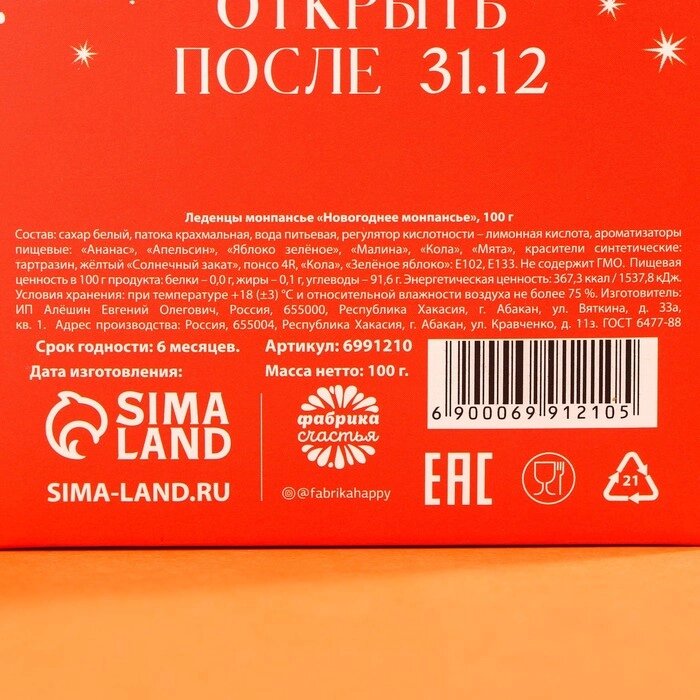 ОТКРЫТЬ
ПОСЛЕ 31.12
Леденцы монпансье «Новогоднее монпансье», 100 г
Состав: сахар белый, патока крахмальная, вода питьевая, регулятор кислотности – лимонная кислота, ароматизаторы
пищевые: «Ананас», «Апельсин», «Яблоко зелёное», «Малина», «Кола», «Мята», красители синтетические:
тартразин, жёлтый «Солнечный закат», понсо 4R, «Кола», «Зелёное яблоко»: Е102, Е133. Не содержит ГМО. Пищевая
ценность в 100 г продукта: белки – 0,0 г, жиры – 0,1 г, углеводы – 91,6 г. Энергетическая ценность: 367,3 ккал / 1537,8 кДж.
Условия хранения: при температуре +18 (±3) °С и относительной влажности воздуха не более 75 %. Изготовитель:
ИП Алёшин Евгений Олегович, Россия, 655000, Республика Хакасия, г. Абакан, ул. Вяткина, д. 33а,
кв. 1. Адрес производства: Россия, 655004, Республика Хакасия, г. Абакан, ул. Кравченко, д. 11з. ГОСТ 6477-88
Срок годности: 6 месяцев. Артикул: 6991210
Дата изготовления: Масса нетто: 100 г.
6 900069 912105
SIMA
LAND
SIMA-LAND.RU
фабрика
счастья
@fabrikahappy
EAC
21